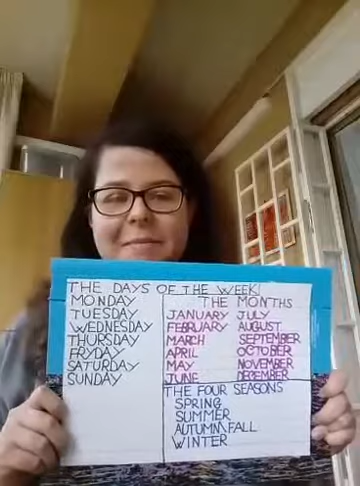 THE DAYS OF THE WEEK!
MONDAY
TUESDAY
WEDNESDAY
THURSDAY
FRYDAY
SATURDAY
SUNDAY
THE MONTHS
JANUARY JULY
FEBRUARY AUGUST
MARCH SEPTEMBER
APRIL OCTOBER
MAY NOVEMBER
JUNE DECEMBER
THE FOUR SEASONS
SPRING
SUMMER
AUTUMN/FALL
WINTER